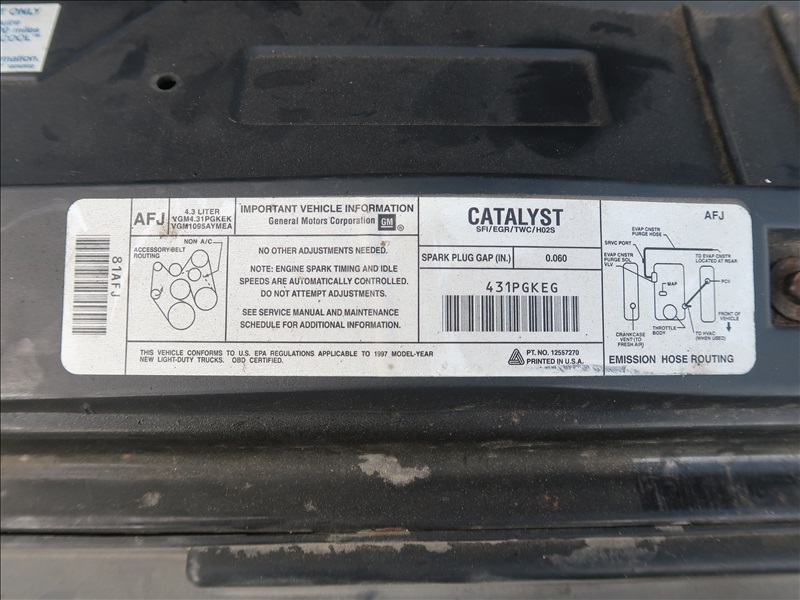 T ONLY
COOL™
rmation.
81AFJ
AFJ
4.3 LITER
VGM4.31PGKEK
VGM1095AYMEA
NON A/C
ACCESSORY BELT
ROUTING
IMPORTANT VEHICLE INFORMATION
General Motors Corporation GM ®
NO OTHER ADJUSTMENTS NEEDED.
NOTE: ENGINE SPARK TIMING AND IDLE
SPEEDS ARE AUTOMATICALLY CONTROLLED.
DO NOT ATTEMPT ADJUSTMENTS.
SEE SERVICE MANUAL AND MAINTENANCE
SCHEDULE FOR ADDITIONAL INFORMATION.
CATALYST
SFI/EGR/TWC/HO2S
SPARK PLUG GAP (IN.) 0.060
431PGKEG
THIS VEHICLE CONFORMS TO U.S. EPA REGULATIONS APPLICABLE TO 1997 MODEL-YEAR
NEW LIGHT-DUTY TRUCKS. OBD CERTIFIED.
PT. NO. 12557270
PRINTED IN U.S.A.
AFJ
EVAP CNSTR
PURGE HOSE
SRVC PORT
EVAP CNSTR
PURGE SOL
VLV
TO EVAP CNSTR
LOCATED AT REAR
MAP
PCV
FRONT OF
VEHICLE
CRANKCASE
VENT (TO
FRESH AIR)
THROTTLE
BODY
TO HVAC
(WHEN USED)
EMISSION HOSE ROUTING